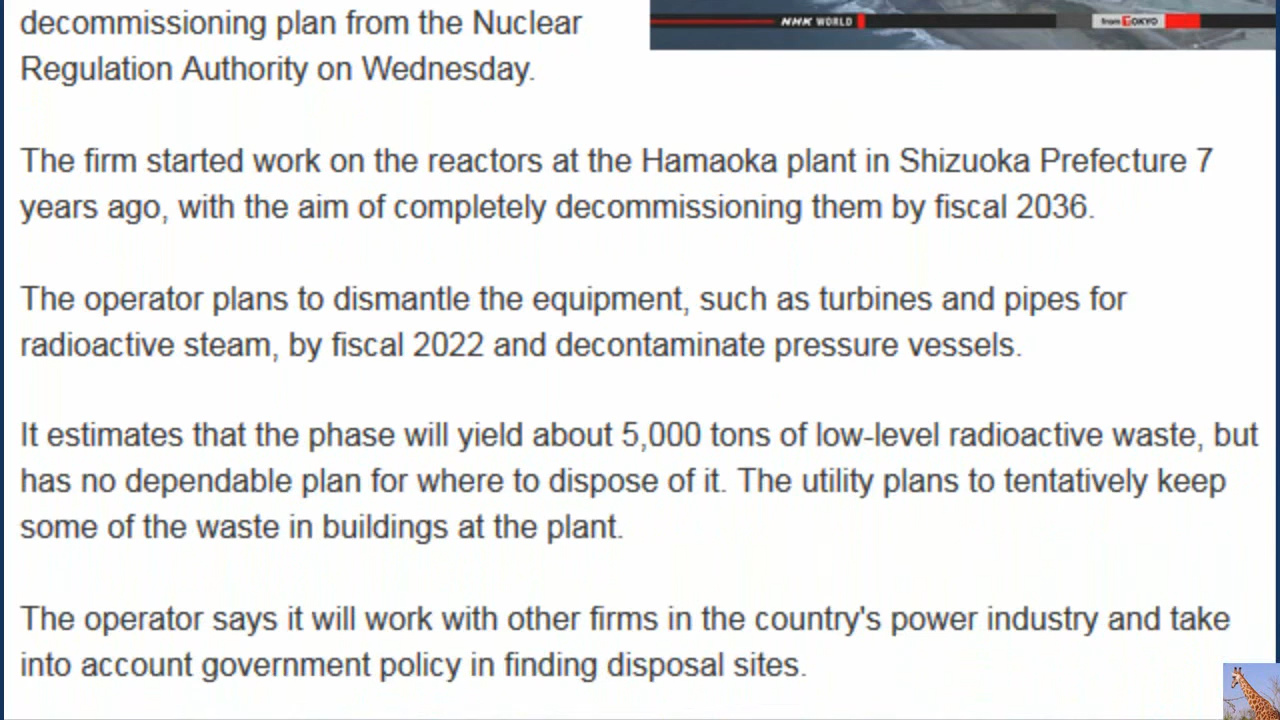 decommissioning plan from the Nuclear
NHK WORLD
from TOKYO
Regulation Authority on Wednesday.
The firm started work on the reactors at the Hamaoka plant in Shizuoka Prefecture 7
years ago, with the aim of completely decommissioning them by fiscal 2036.
The operator plans to dismantle the equipment, such as turbines and pipes for
radioactive steam, by fiscal 2022 and decontaminate pressure vessels.
It estimates that the phase will yield about 5,000 tons of low-level radioactive waste, but
has no dependable plan for where to dispose of it. The utility plans to tentatively keep
some of the waste in buildings at the plant.
The operator says it will work with other firms in the country's power industry and take
into account government policy in finding disposal sites.